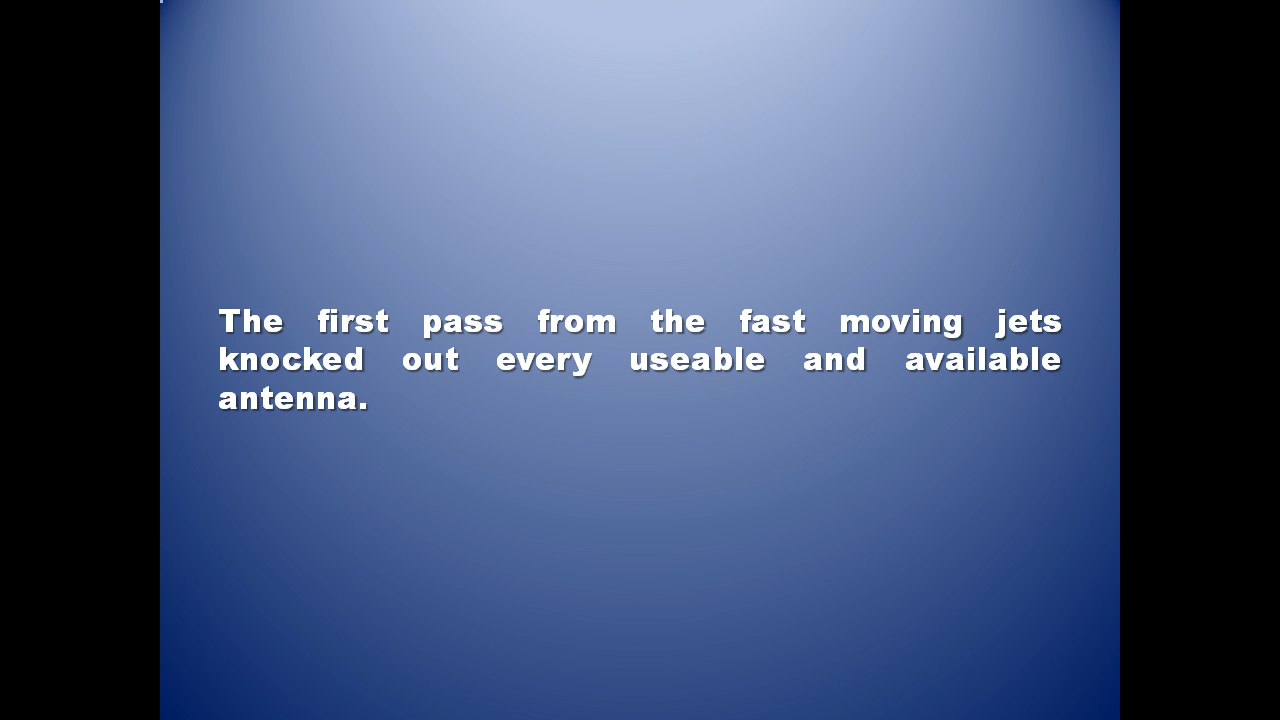 The first pass from the fast moving jets
knocked out every useable and available
antenna.